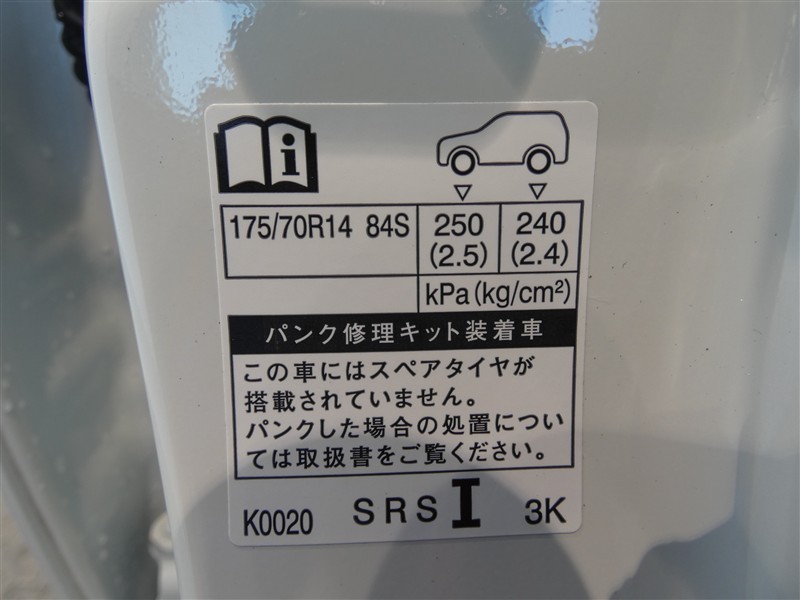 175/70R14 84S 250 240
(2.5) (2.4)
kPa(kg/cm²)
パンク修理キット装着車
この車にはスペアタイヤが
搭載されていません。
パンクした場合の処置につい
ては取扱書をご覧ください。
K0020 SRS I 3K